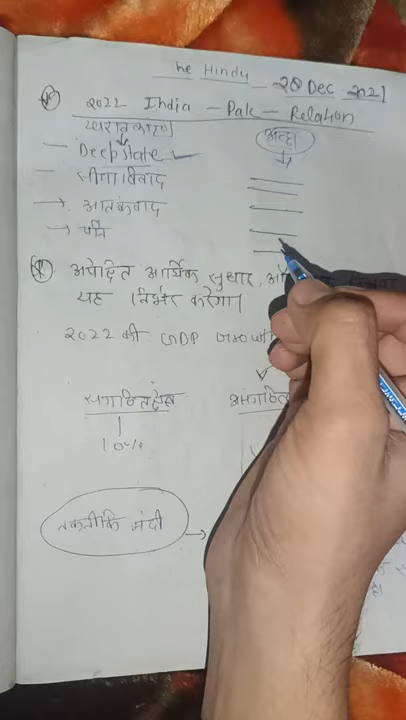 The Hindu - 28 Dec 2021
2022 India - Pak - Relation
खराब कारण
अच्छा
- Deep State
- सीमा विवाद
→ आतंकवाद
→ चीन
अपेक्षित आर्थिक सुधार,
यह निर्भर करेगा।
2022 की GDP
संगठित क्षेत्र
10%
तकनीकि मंदी →